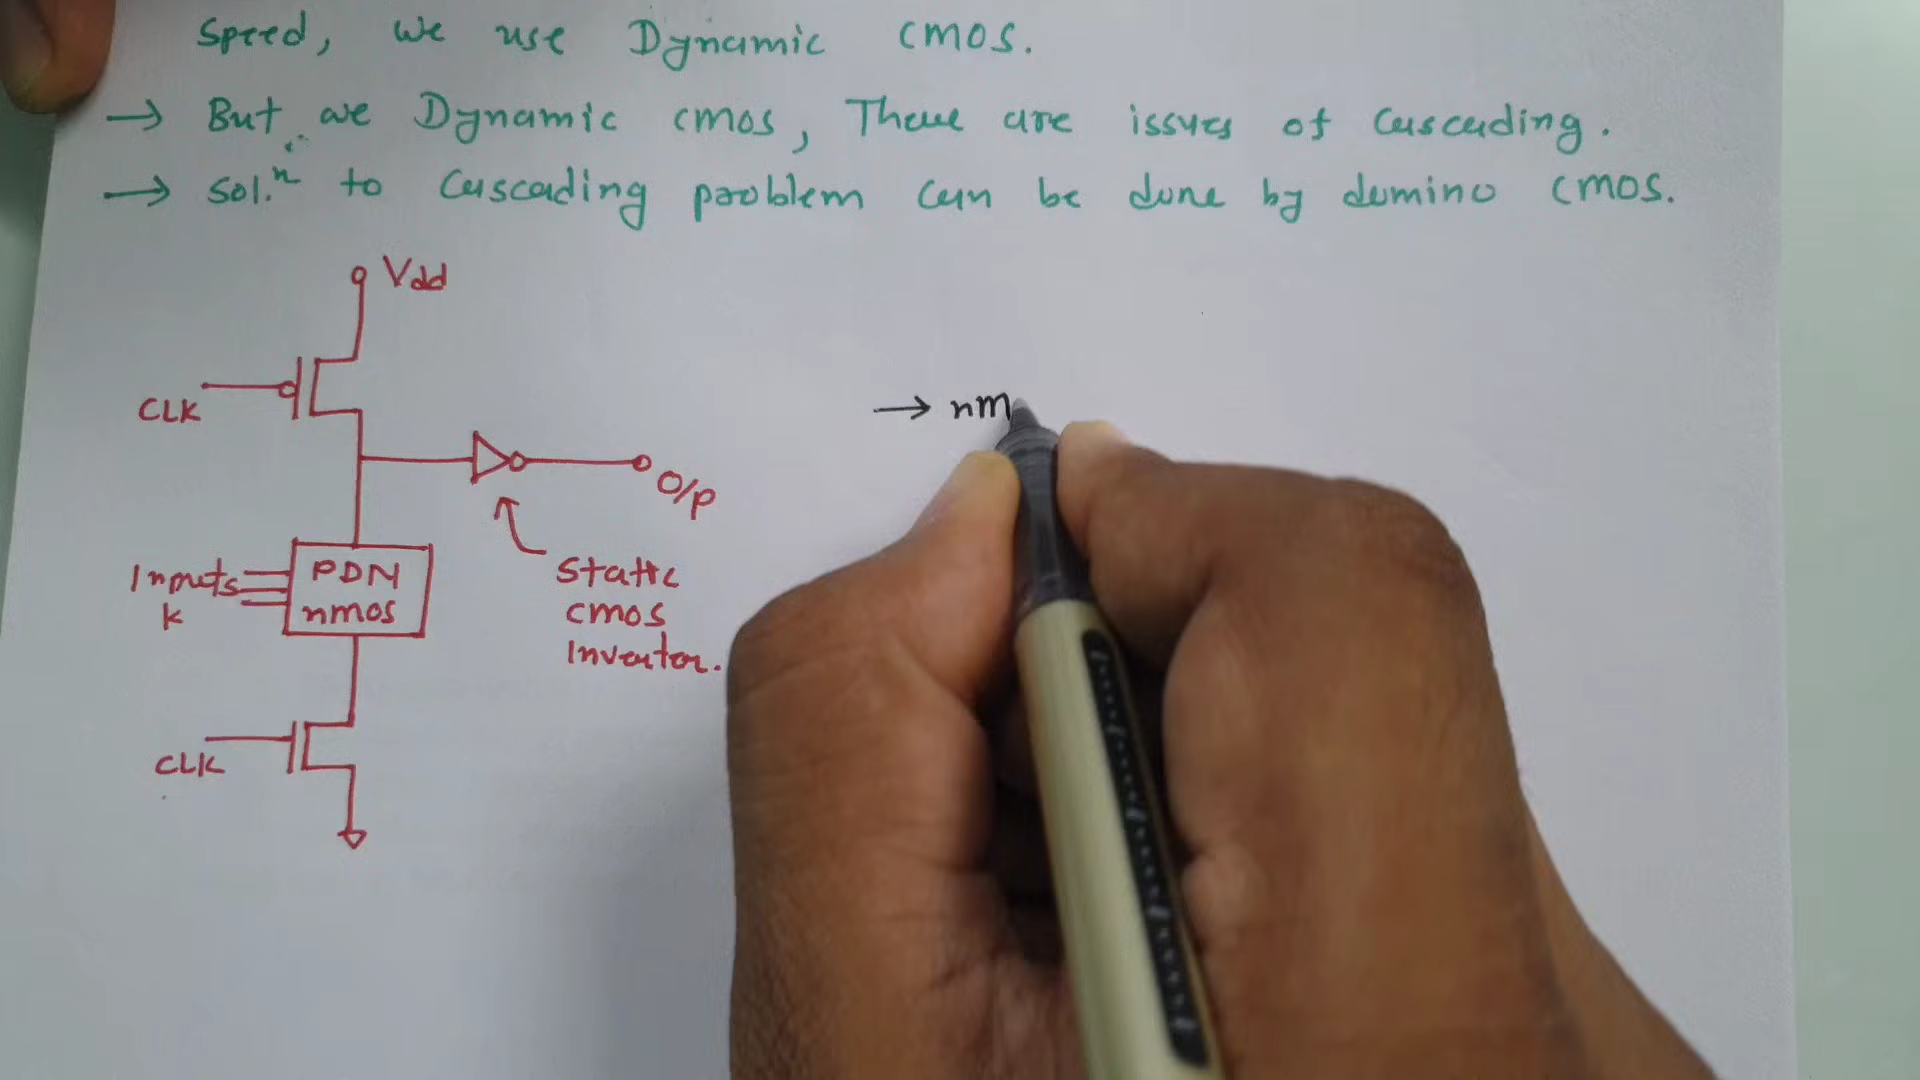 Speed, we use Dynamic CMOS.
→ But we Dynamic CMOS, There are issues of Cascading.
→ Sol.n to Cascading problem can be done by domino CMOS.
Vdd
CLK
O/P
Inputs
k
PDN
nmos
Static
CMOS
Invertor.
CLK
→ nm